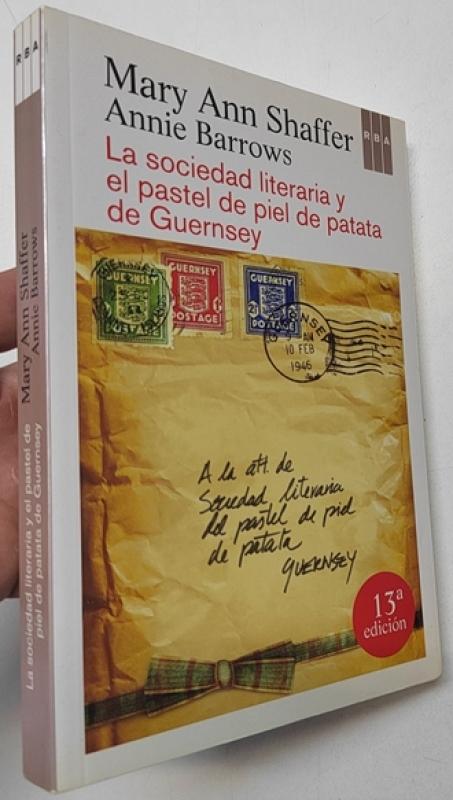 RBA
Mary Ann Shaffer
Annie Barrows
La sociedad literaria y el pastel de
piel de patata de Guernsey
Mary Ann Shaffer
Annie Barrows
RBA
La sociedad literaria y
el pastel de piel de patata
de Guernsey
GUERNSEY
POSTAGE
GUERNSEY
POSTAGE
GUERNSEY
POSTAGE
GUERNSEY
10 FEB
1946
A la att. de
Sociedad literaria
del pastel de piel
de patata
GUERNSEY
13ª
edición